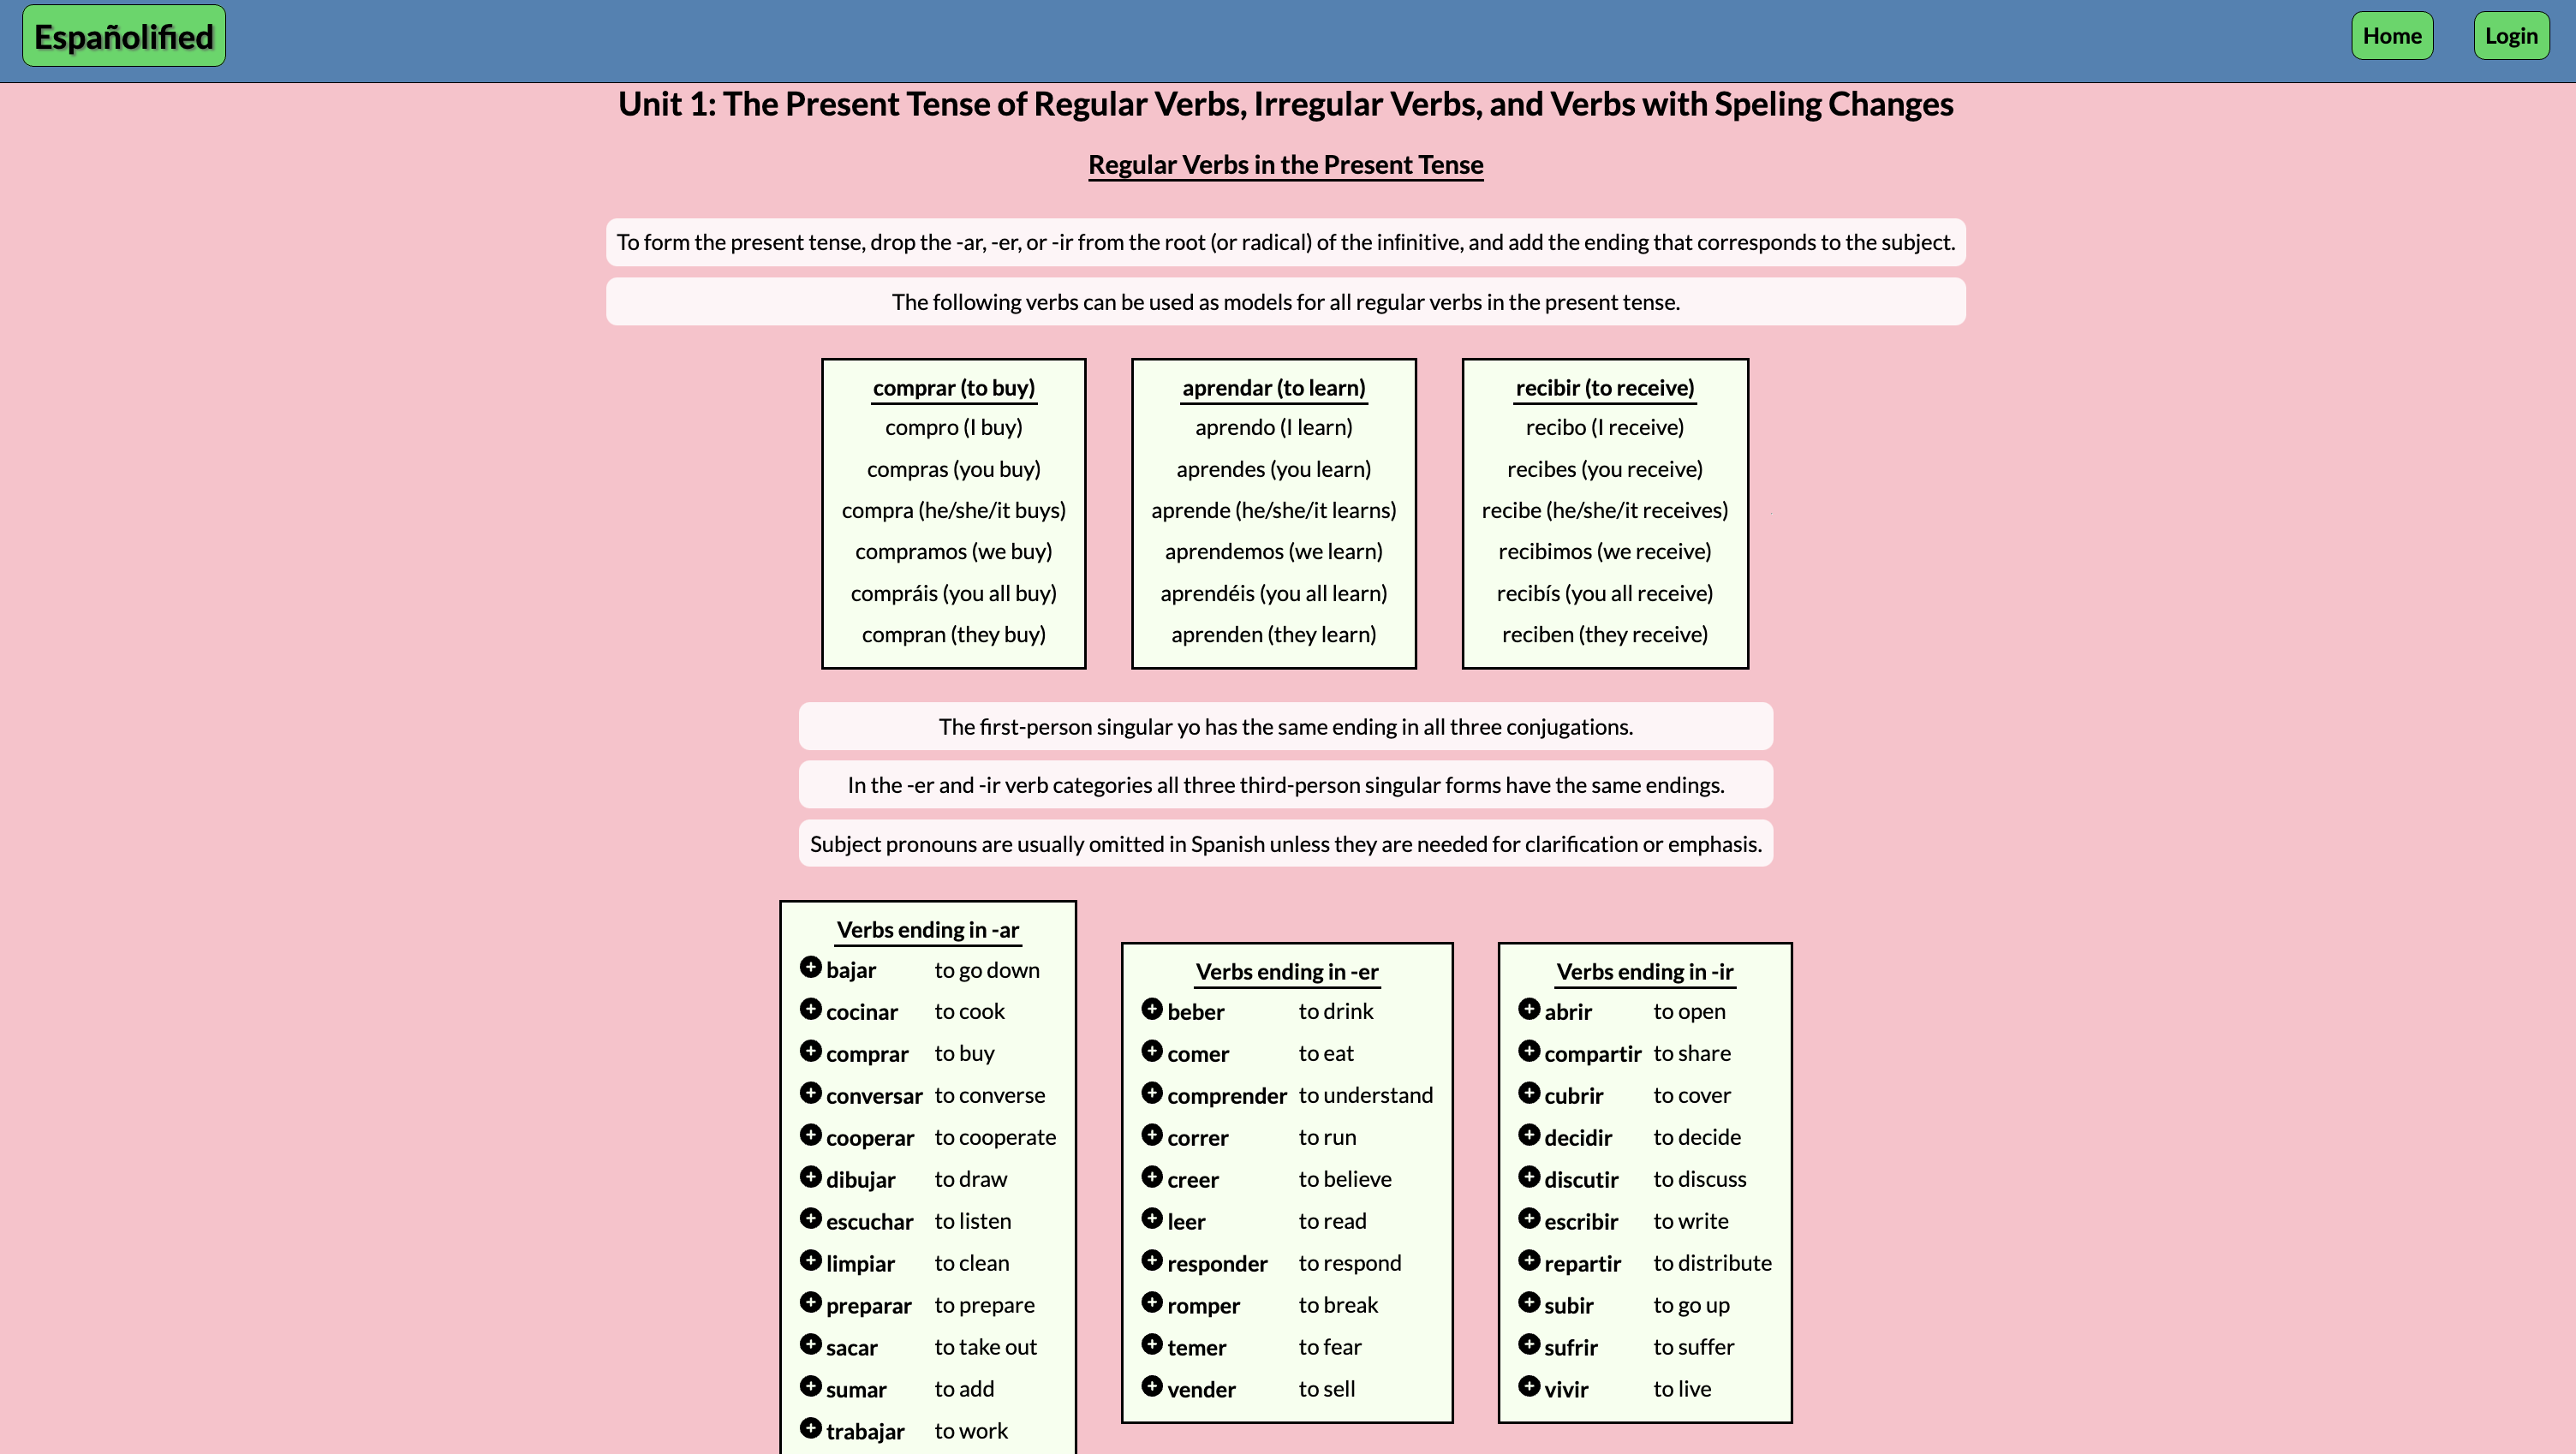 Españolified
Home
Login
Unit 1: The Present Tense of Regular Verbs, Irregular Verbs, and Verbs with Speling Changes
Regular Verbs in the Present Tense
To form the present tense, drop the -ar, -er, or -ir from the root (or radical) of the infinitive, and add the ending that corresponds to the subject.
The following verbs can be used as models for all regular verbs in the present tense.
comprar (to buy)
compro (I buy)
compras (you buy)
compra (he/she/it buys)
compramos (we buy)
compráis (you all buy)
compran (they buy)
aprendar (to learn)
aprendo (I learn)
aprendes (you learn)
aprende (he/she/it learns)
aprendemos (we learn)
aprendéis (you all learn)
aprenden (they learn)
recibir (to receive)
recibo (I receive)
recibes (you receive)
recibe (he/she/it receives)
recibimos (we receive)
recibís (you all receive)
reciben (they receive)
The first-person singular yo has the same ending in all three conjugations.
In the -er and -ir verb categories all three third-person singular forms have the same endings.
Subject pronouns are usually omitted in Spanish unless they are needed for clarification or emphasis.
Verbs ending in -ar
bajar to go down
cocinar to cook
comprar to buy
conversar to converse
cooperar to cooperate
dibujar to draw
escuchar to listen
limpiar to clean
preparar to prepare
sacar to take out
sumar to add
trabajar to work
Verbs ending in -er
beber to drink
comer to eat
comprender to understand
correr to run
creer to believe
leer to read
responder to respond
romper to break
temer to fear
vender to sell
Verbs ending in -ir
abrir to open
compartir to share
cubrir to cover
decidir to decide
discutir to discuss
escribir to write
repartir to distribute
subir to go up
sufrir to suffer
vivir to live